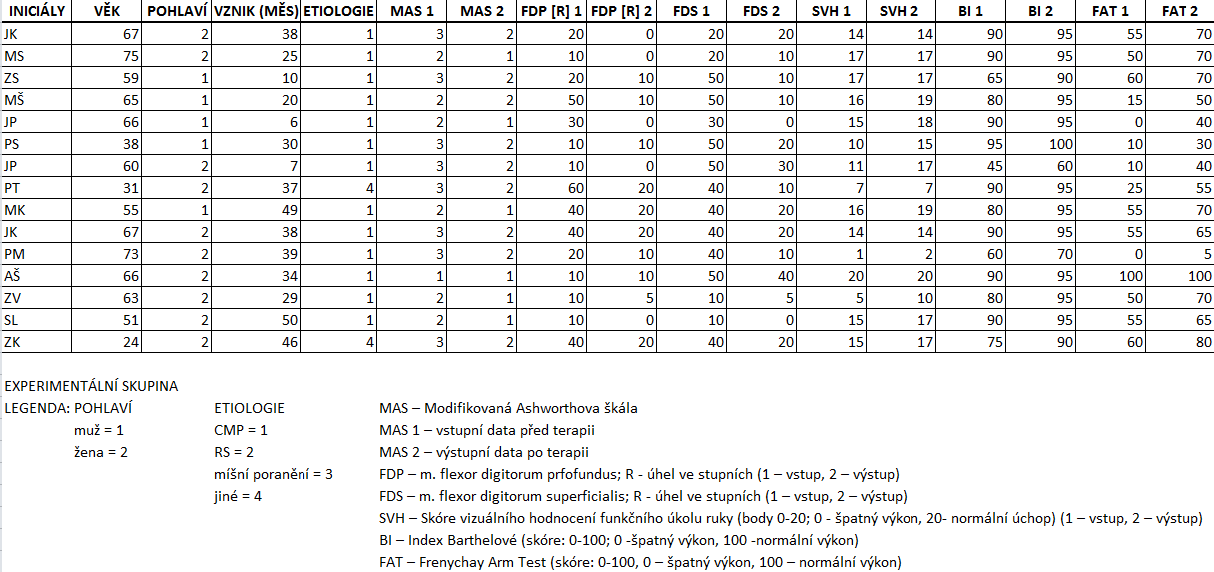 INICIÁLY VĚK POHLAVÍ VZNIK (MĚS) ETIOLOGIE MAS 1 MAS 2 FDP [R] 1 FDP [R] 2 FDS 1 FDS 2 SVH 1 SVH 2 BI 1 BI 2 FAT 1 FAT 2
JK 67 2 38 1 3 2 20 0 20 20 14 14 90 95 55 70
MS 75 2 25 1 2 1 10 0 20 10 17 17 90 95 50 70
ZS 59 1 10 1 3 2 20 10 50 10 17 17 65 90 60 70
MŠ 65 1 20 1 2 2 50 10 50 10 16 19 80 95 15 50
JP 66 1 6 1 2 1 30 0 30 0 15 18 90 95 0 40
PS 38 1 30 1 3 2 10 10 50 20 10 15 95 100 10 30
JP 60 2 7 1 3 2 10 0 50 30 11 17 45 60 10 40
PT 31 2 37 4 3 2 60 20 40 10 7 7 90 95 25 55
MK 55 1 49 1 2 1 40 20 40 20 16 19 80 95 55 70
JK 67 2 38 1 3 2 40 20 40 20 14 14 90 95 55 65
PM 73 2 39 1 3 2 20 10 40 10 1 2 60 70 0 5
AŠ 66 2 34 1 1 1 10 10 50 40 20 20 90 95 100 100
ZV 63 2 29 1 2 1 10 5 10 5 5 10 80 95 50 70
SL 51 2 50 1 2 1 10 0 10 0 15 17 90 95 55 65
ZK 24 2 46 4 3 2 40 20 40 20 15 17 75 90 60 80
EXPERIMENTÁLNÍ SKUPINA
LEGENDA: POHLAVÍ ETIOLOGIE MAS – Modifikovaná Ashworthova škála
muž = 1 CMP = 1 MAS 1 – vstupní data před terapii
žena = 2 RS = 2 MAS 2 – výstupní data po terapii
míšní poranění = 3 FDP – m. flexor digitorum prfofundus; R - úhel ve stupních (1 – vstup, 2 – výstup)
jiné = 4 FDS – m. flexor digitorum superficialis; R - úhel ve stupních (1 – vstup, 2 – výstup)
SVH – Skóre vizuálního hodnocení funkčního úkolu ruky (body 0-20; 0 - špatný výkon, 20- normální úchop) (1 – vstup, 2 – výstup)
BI – Index Barthelové (skóre: 0-100; 0 -špatný výkon, 100 -normální výkon)
FAT – Frenychay Arm Test (skóre: 0-100, 0 – špatný výkon, 100 – normální výkon)